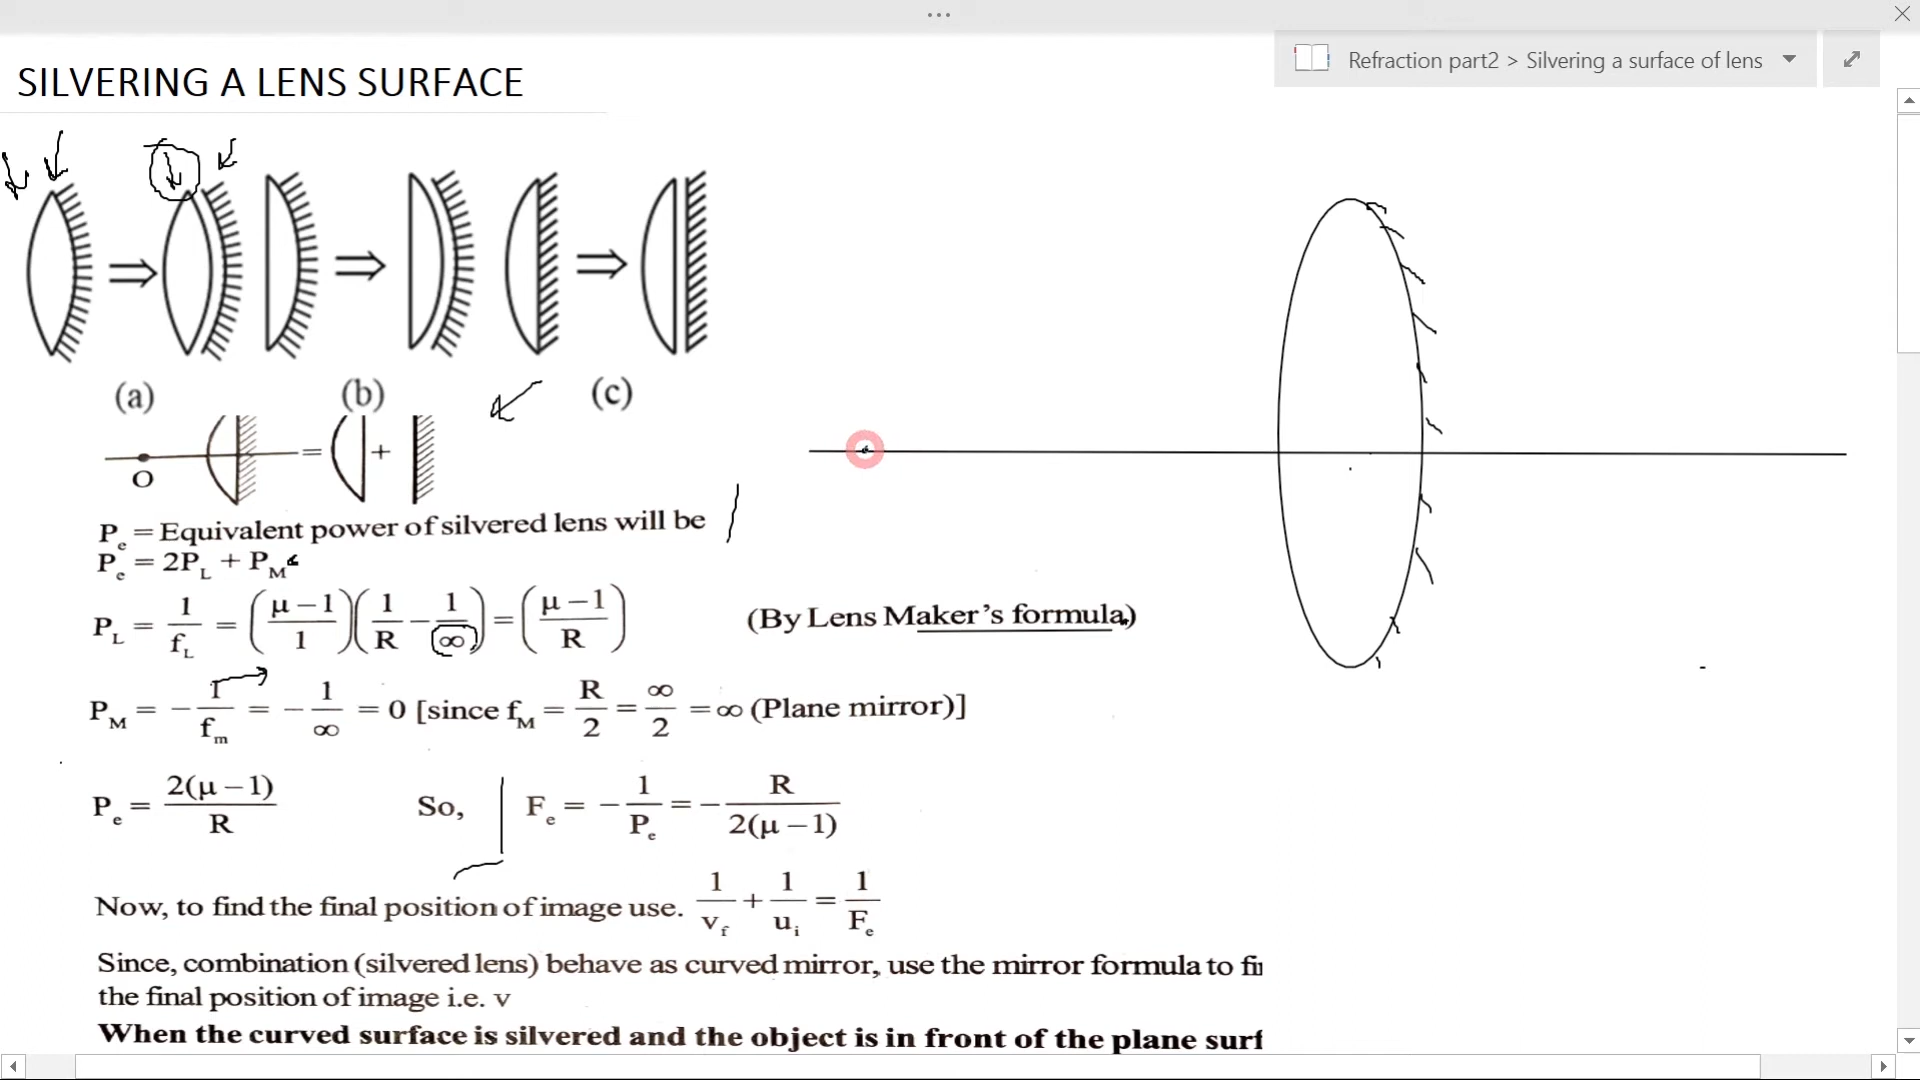 Refraction part2 > Silvering a surface of lens
SILVERING A LENS SURFACE
(a) (b) (c)
O = +
P_e = Equivalent power of silvered lens will be
P_e = 2P_L + P_M
P_L = 1/f_L = ((μ – 1)/1)(1/R – 1/∞) = ((μ – 1)/R) (By Lens Maker's formula)
P_M = – 1/f_m = – 1/∞ = 0 [since f_M = R/2 = ∞/2 = ∞ (Plane mirror)]
P_e = 2(μ – 1)/R So, F_e = – 1/P_e = – R/2(μ – 1)
Now, to find the final position of image use. 1/v_f + 1/u_i = 1/F_e
Since, combination (silvered lens) behave as curved mirror, use the mirror formula to fi
the final position of image i.e. v
When the curved surface is silvered and the object is in front of the plane surf